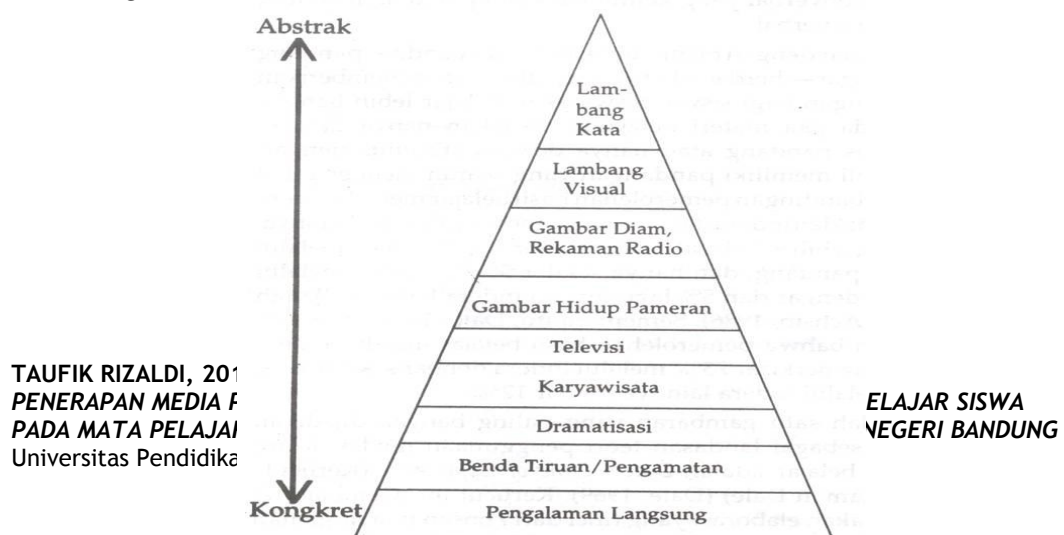 Abstrak
Lam-
bang
Kata
Lambang
Visual
Gambar Diam,
Rekaman Radio
Gambar Hidup Pameran
Televisi
Karyawisata
Dramatisasi
Benda Tiruan/Pengamatan
Pengalaman Langsung
Kongkret
TAUFIK RIZALDI, 201
PENERAPAN MEDIA ELAJAR SISWA
PADA MATA PELAJA NEGERI BANDUNG
Universitas Pendidika